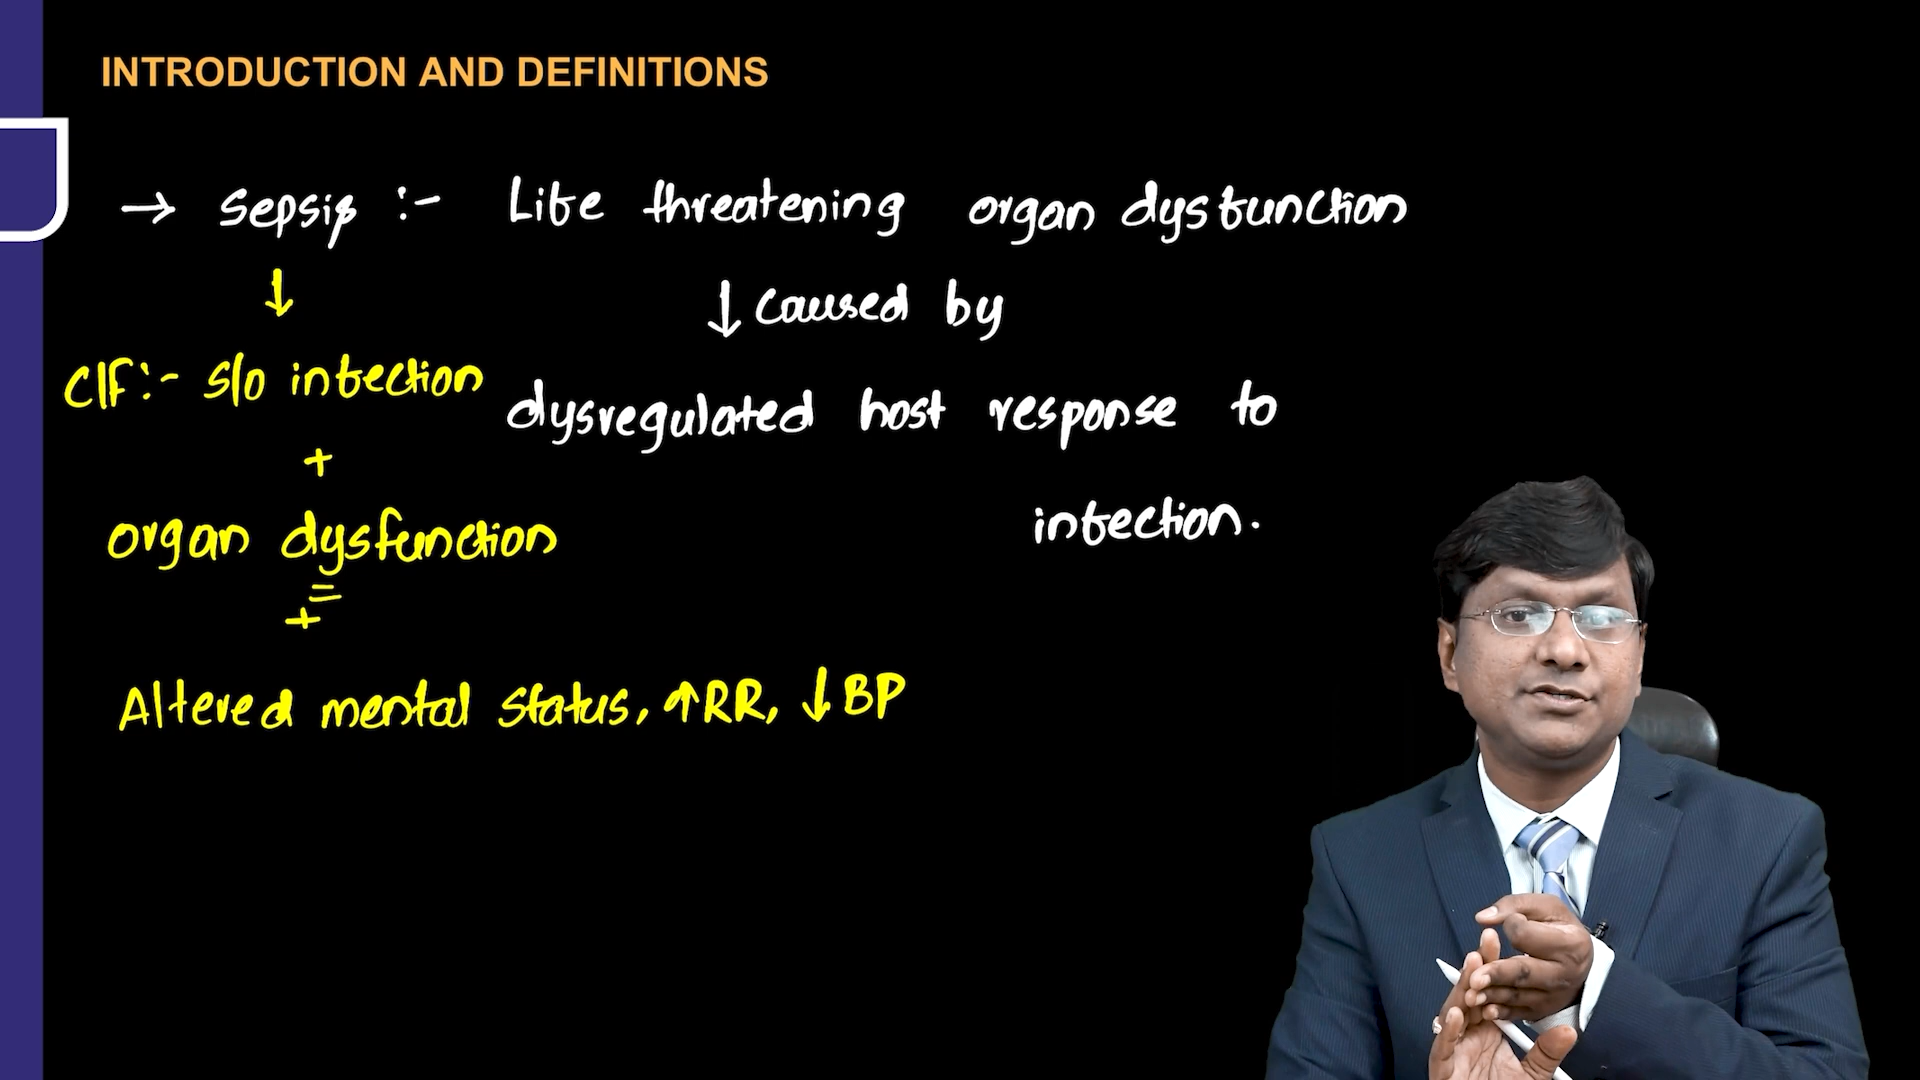 INTRODUCTION AND DEFINITIONS
→ Sepsis :- Life threatening organ dysfunction
↓ ↓ caused by
C/F:- s/o infection
dysregulated host response to
+
infection.
organ dysfunction
+
Altered mental status, ↑RR, ↓BP